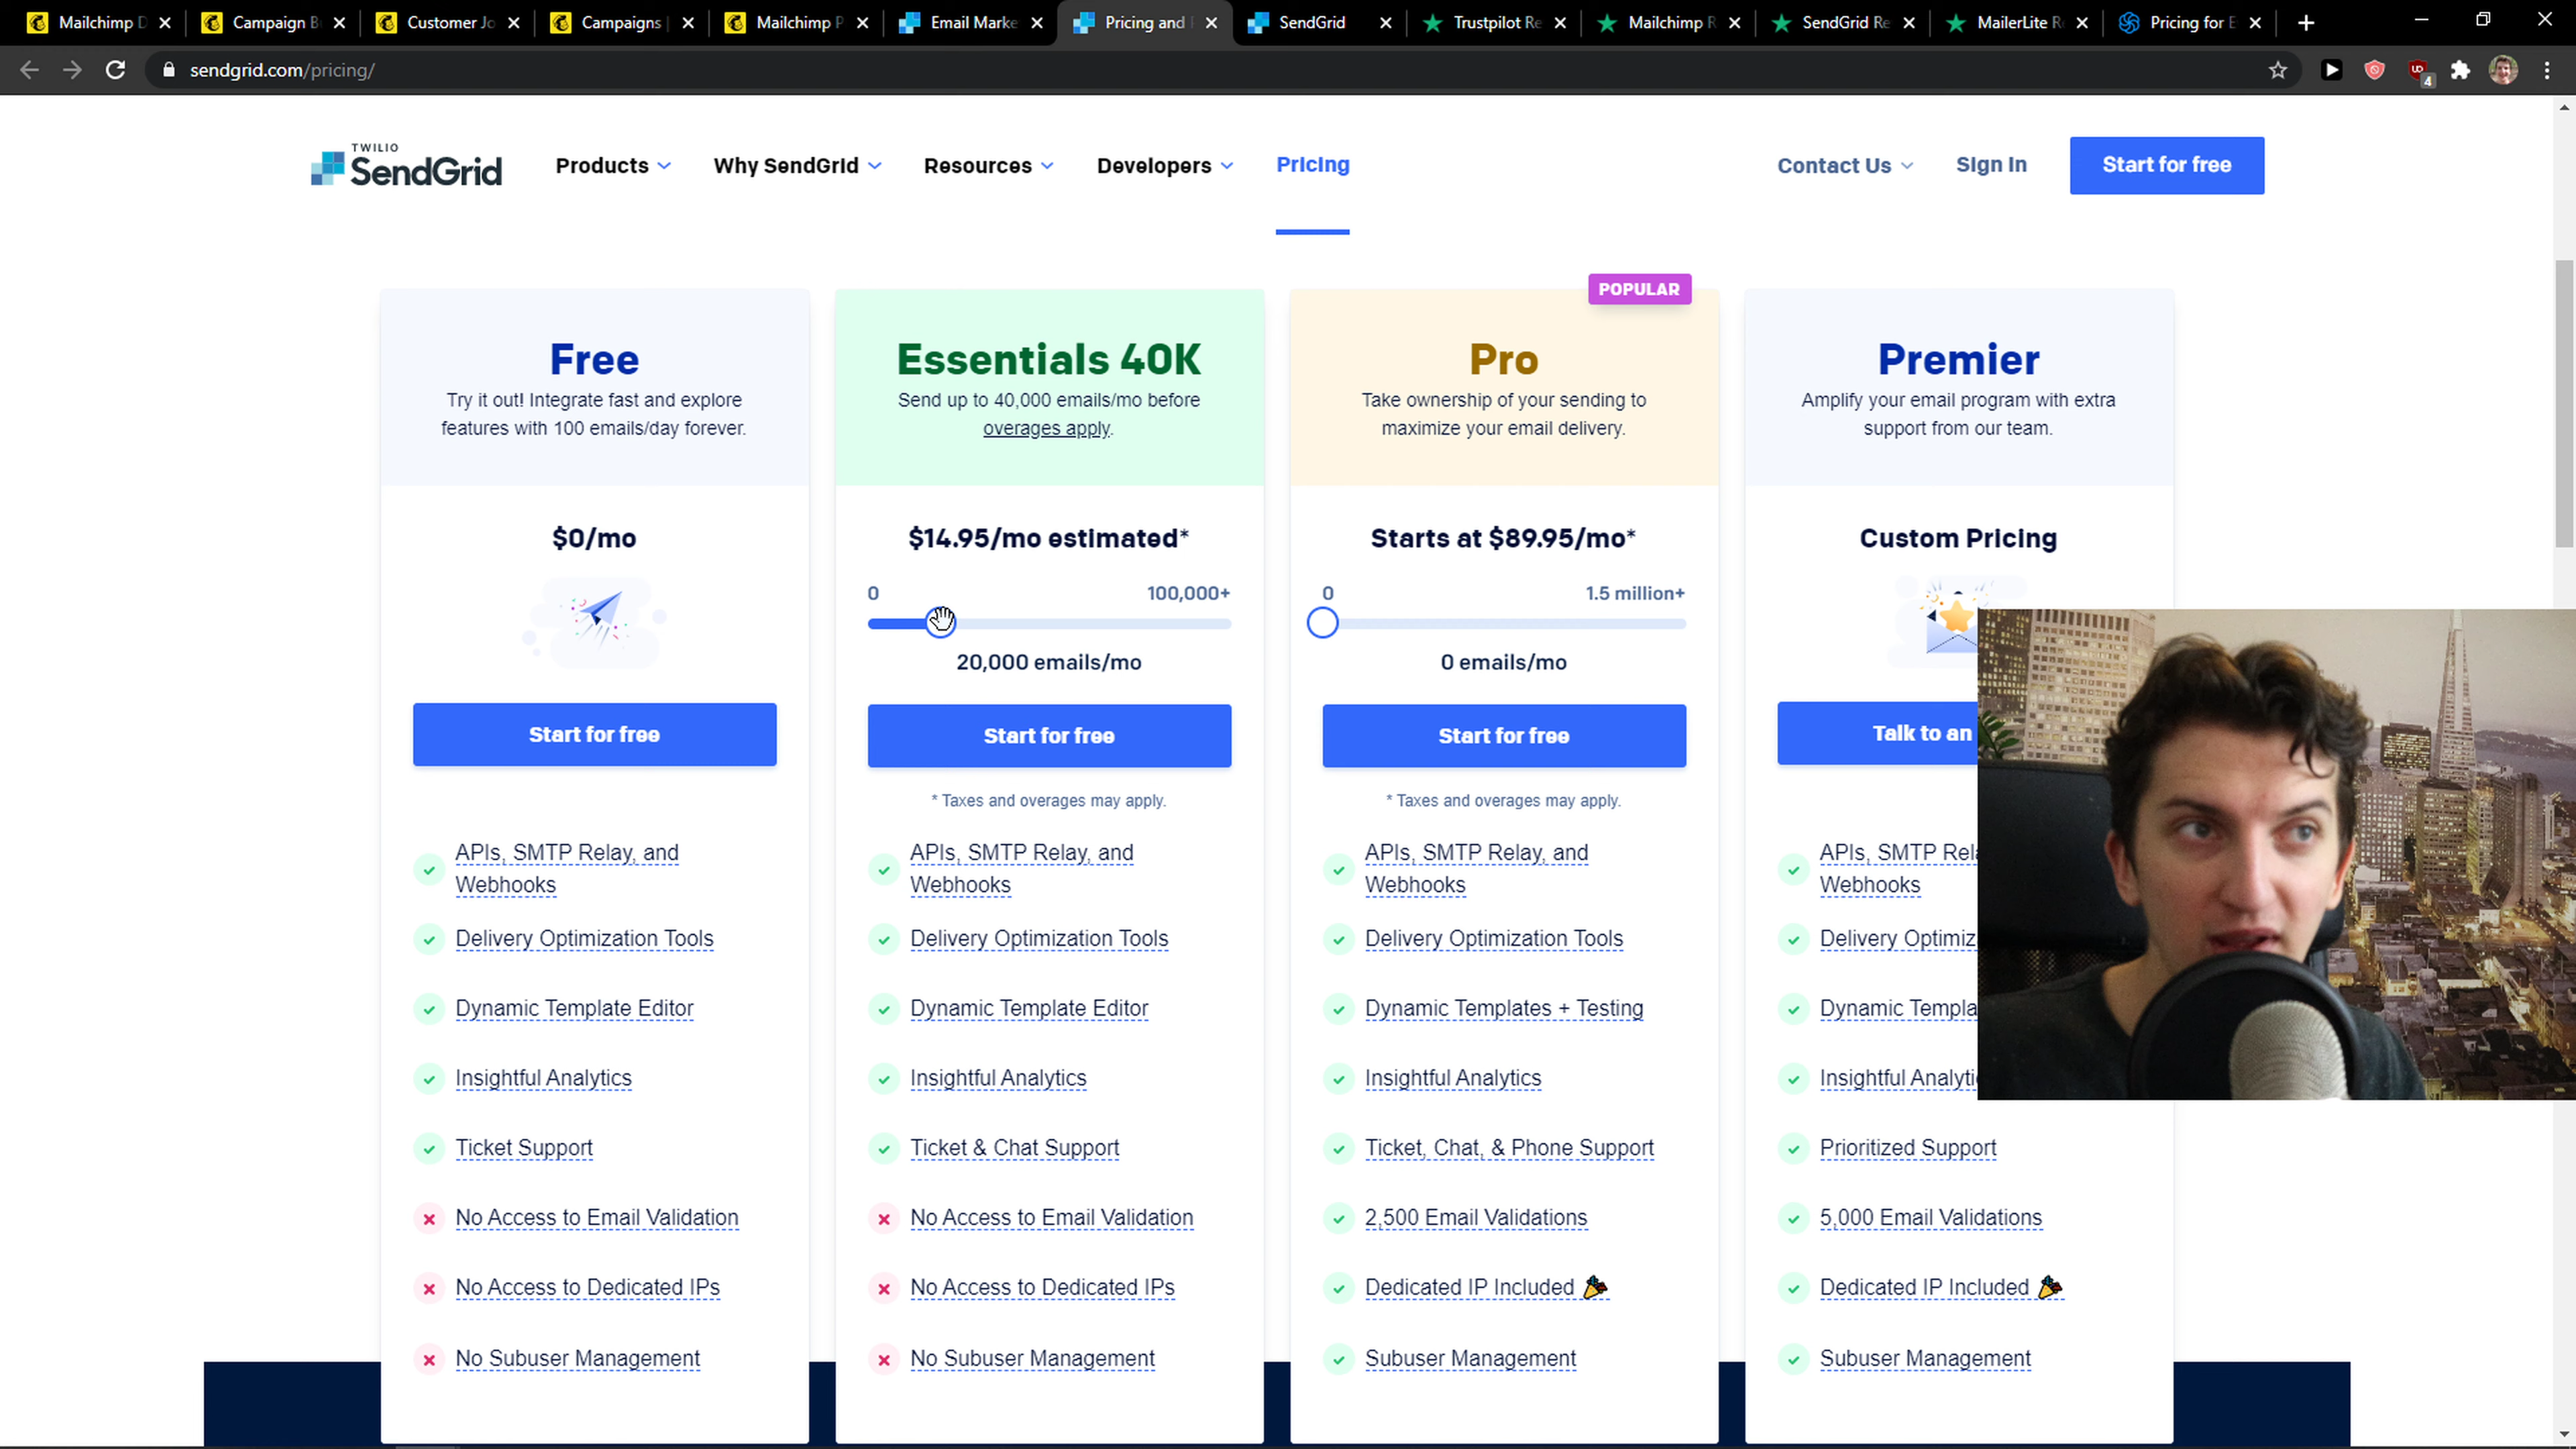 Mailchimp D
Campaign B
Customer Jo
Campaigns
Mailchimp P
Email Marke
Pricing and
SendGrid
Trustpilot Re
Mailchimp R
SendGrid Re
MailerLite R
Pricing for E
sendgrid.com/pricing/
4
TWILIO
SendGrid
Products
Why SendGrid
Resources
Developers
Pricing
Contact Us
Sign In
Start for free
POPULAR
Free
Try it out! Integrate fast and explore
features with 100 emails/day forever.
$0/mo
Start for free
APIs, SMTP Relay, and
Webhooks
Delivery Optimization Tools
Dynamic Template Editor
Insightful Analytics
Ticket Support
No Access to Email Validation
No Access to Dedicated IPs
No Subuser Management
Essentials 40K
Send up to 40,000 emails/mo before
overages apply.
$14.95/mo estimated*
0 100,000+
20,000 emails/mo
Start for free
* Taxes and overages may apply.
APIs, SMTP Relay, and
Webhooks
Delivery Optimization Tools
Dynamic Template Editor
Insightful Analytics
Ticket & Chat Support
No Access to Email Validation
No Access to Dedicated IPs
No Subuser Management
Pro
Take ownership of your sending to
maximize your email delivery.
Starts at $89.95/mo*
0 1.5 million+
0 emails/mo
Start for free
* Taxes and overages may apply.
APIs, SMTP Relay, and
Webhooks
Delivery Optimization Tools
Dynamic Templates + Testing
Insightful Analytics
Ticket, Chat, & Phone Support
2,500 Email Validations
Dedicated IP Included
Subuser Management
Premier
Amplify your email program with extra
support from our team.
Custom Pricing
Talk to an
APIs, SMTP Rela
Webhooks
Delivery Optimiz
Dynamic Templa
Insightful Analyti
Prioritized Support
5,000 Email Validations
Dedicated IP Included
Subuser Management